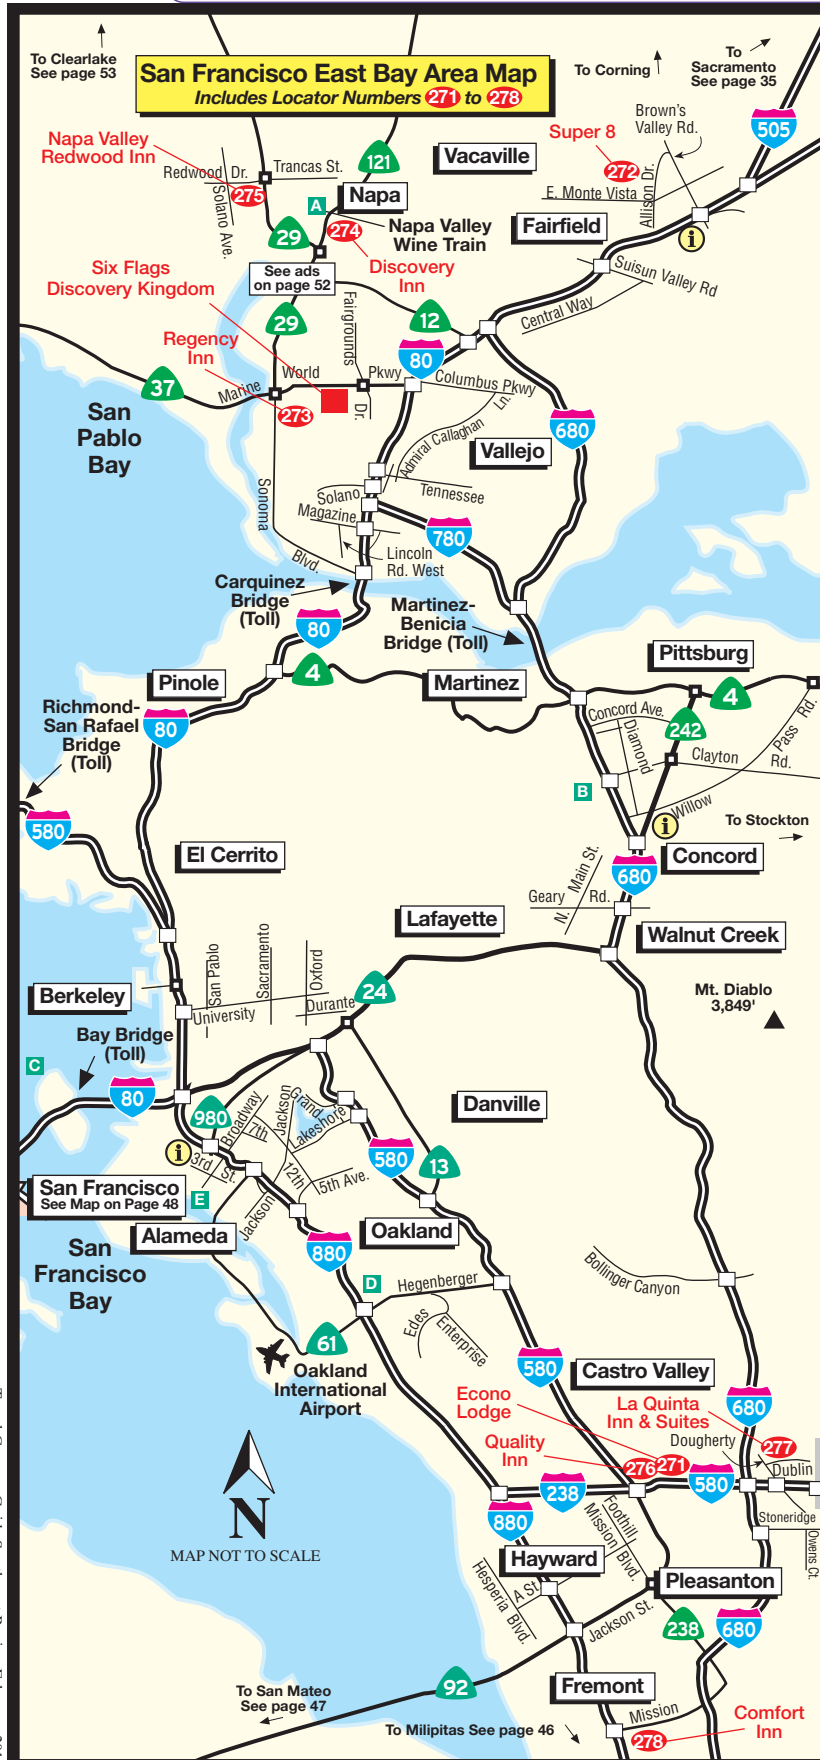 To Clearlake
See page 53
San Francisco East Bay Area Map
Includes Locator Numbers 271 to 278
To Corning
To
Sacramento
See page 35
Brown's
Valley Rd.
505
Napa Valley
Redwood Inn
Super 8
272
Redwood Dr.
Trancas St.
121
Vacaville
275
Solano Ave.
Napa
A
E. Monte Vista
Allison Dr.
274
Napa Valley
Wine Train
Fairfield
29
i
See ads
on page 52
Discovery
Inn
Suisun Valley Rd
Six Flags
Discovery Kingdom
29
Fairgrounds
Dr.
12
Central Way
Regency
Inn
80
37
Marine
World
Pkwy
Columbus Pkwy
273
San
Pablo
Bay
Admiral Callaghan
Ln.
680
Vallejo
Sonoma
Blvd.
Solano
Tennessee
Magazine
780
Lincoln
Rd. West
Carquinez
Bridge
(Toll)
80
Martinez-
Benicia
Bridge (Toll)
Pittsburg
4
Pinole
Martinez
4
Richmond-
San Rafael
Bridge
(Toll)
80
Concord Ave.
242
Diamond
Clayton
Rd.
Pass Rd.
B
Willow
580
i
To Stockton
El Cerrito
Concord
680
Main St.
N.
Geary
Rd.
Lafayette
Walnut Creek
San Pablo
Sacramento
Oxford
24
Berkeley
University
Durante
Mt. Diablo
3,849'
Bay Bridge
(Toll)
C
80
980
Broadway
Jackson
Grand
Lakeshore
Danville
7th
i
3rd
St.
12th
5th Ave.
580
13
San Francisco
See Map on Page 48
E
Jackson
Alameda
Oakland
San
Francisco
Bay
880
D
Hegenberger
Bollinger Canyon
Edes
Enterprise
61
Oakland
International
Airport
580
Castro Valley
Econo
Lodge
La Quinta
Inn & Suites
680
Quality
Inn
Dougherty
277
276
271
Dublin
N
238
580
MAP NOT TO SCALE
880
Foothill
Mission Blvd.
Stoneridge
Owens Ct.
Hayward
A St.
Hesperia Blvd.
Pleasanton
Jackson St.
238
680
92
Fremont
To San Mateo
See page 47
Mission
Comfort
Inn
To Milipitas See page 46
278